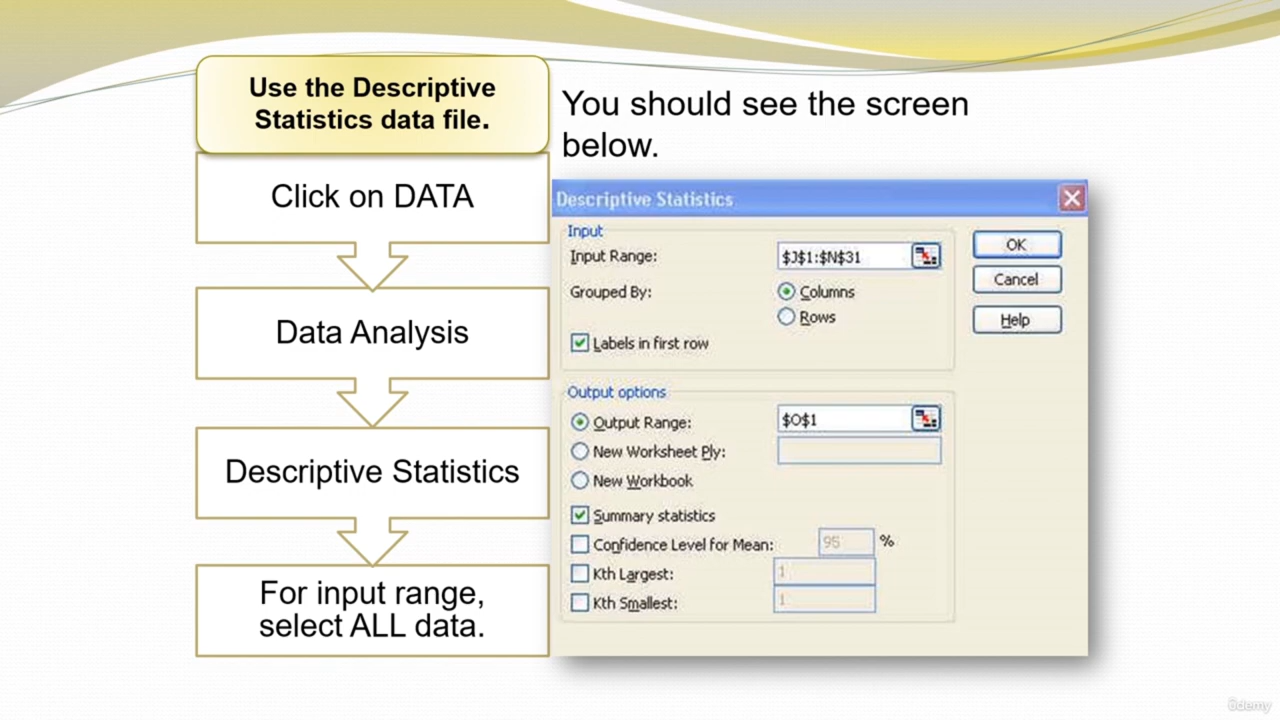 Use the Descriptive
Statistics data file.
Click on DATA
Data Analysis
Descriptive Statistics
For input range,
select ALL data.
You should see the screen
below.
Descriptive Statistics
Input
Input Range: $J$1:$N$31
Grouped By: Columns
Rows
Labels in first row
OK
Cancel
Help
Output options
Output Range: $O$1
New Worksheet Ply:
New Workbook
Summary statistics
Confidence Level for Mean: 95 %
Kth Largest: 1
Kth Smallest: 1
ûdemy